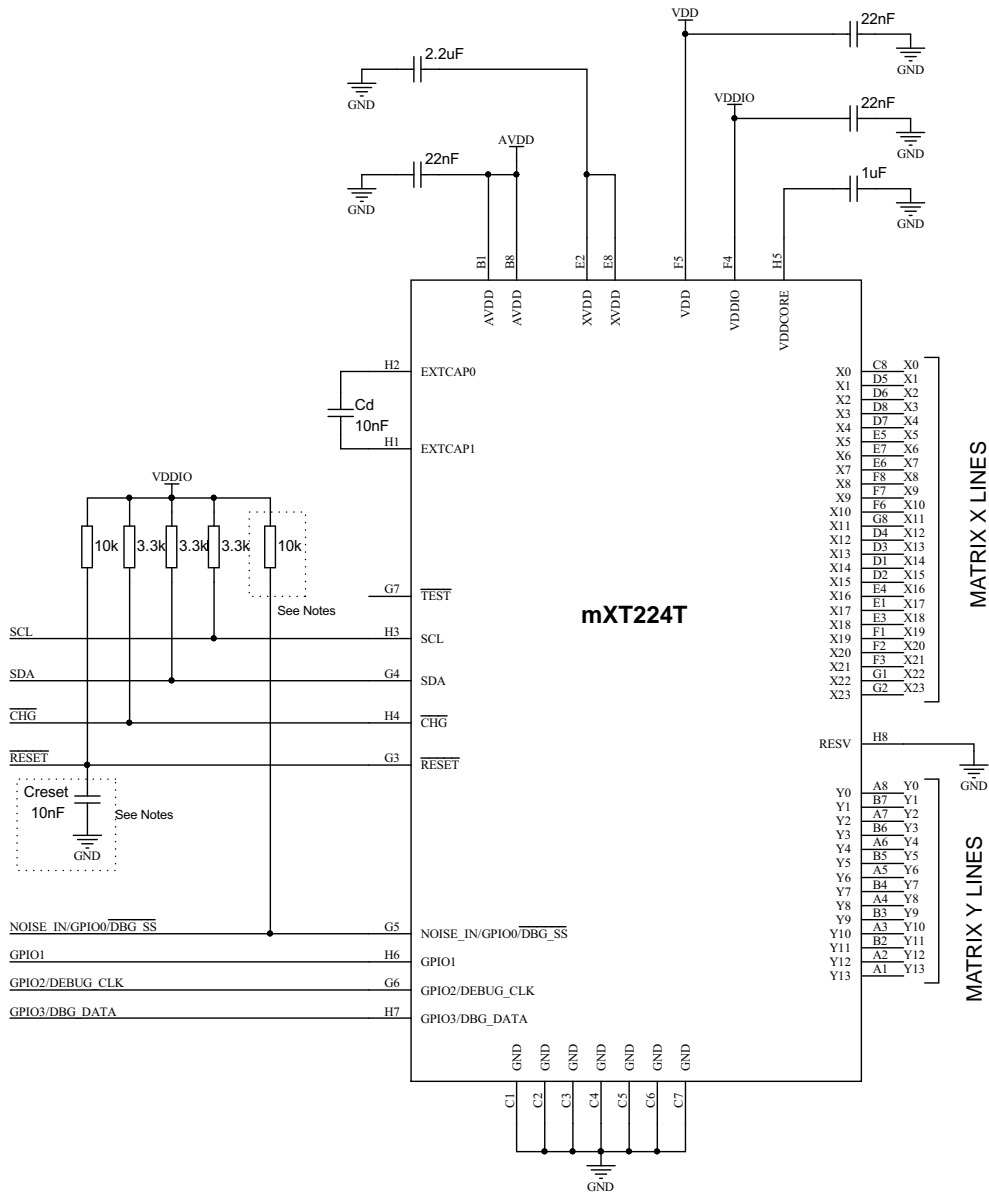 VDD
22nF
GND
2.2uF
GND
VDDIO
22nF
GND
AVDD
22nF
GND
1uF
GND
B1
B8
E2
E8
F5
F4
H5
AVDD
AVDD
XVDD
XVDD
VDD
VDDIO
VDDCORE
H2
EXTCAP0
Cd
10nF
H1
EXTCAP1
VDDIO
10k
3.3k
3.3k
3.3k
10k
See Notes
G7
TEST
mXT224T
SCL
H3
SCL
SDA
G4
SDA
CHG
H4
CHG
RESET
G3
RESET
Creset
10nF
See Notes
GND
NOISE_IN/GPIO0/DBG_SS
G5
NOISE_IN/GPIO0/DBG_SS
GPIO1
H6
GPIO1
GPIO2/DEBUG_CLK
G6
GPIO2/DEBUG_CLK
GPIO3/DBG_DATA
H7
GPIO3/DBG_DATA
X0 C8 X0
X1 D5 X1
X2 D6 X2
X3 D8 X3
X4 D7 X4
X5 E5 X5
X6 E7 X6
X7 E6 X7
X8 F8 X8
X9 F7 X9
X10 F6 X10
X11 G8 X11
X12 D4 X12
X13 D3 X13
X14 D1 X14
X15 D2 X15
X16 E4 X16
X17 E1 X17
X18 E3 X18
X19 F1 X19
X20 F2 X20
X21 F3 X21
X22 G1 X22
X23 G2 X23
MATRIX X LINES
RESV H8
GND
Y0 A8 Y0
Y1 B7 Y1
Y2 A7 Y2
Y3 B6 Y3
Y4 A6 Y4
Y5 B5 Y5
Y6 A5 Y6
Y7 B4 Y7
Y8 A4 Y8
Y9 B3 Y9
Y10 A3 Y10
Y11 B2 Y11
Y12 A2 Y12
Y13 A1 Y13
MATRIX Y LINES
GND
GND
GND
GND
GND
GND
GND
C1
C2
C3
C4
C5
C6
C7
GND